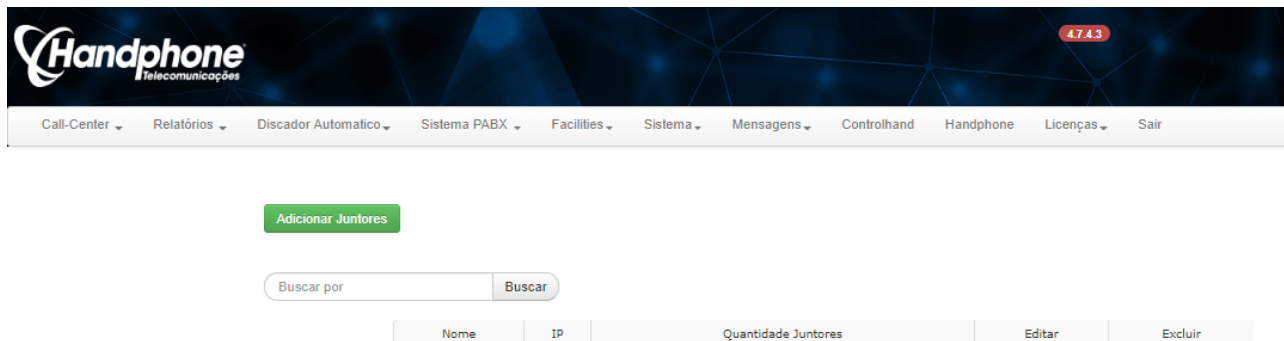 Handphone
Telecomunicações
4.7.4.3
Call-Center Relatórios Discador Automatico Sistema PABX Facilities Sistema Mensagens Controlhand Handphone Licenças Sair
Adicionar Juntores
Buscar por Buscar
Nome IP Quantidade Juntores Editar Excluir